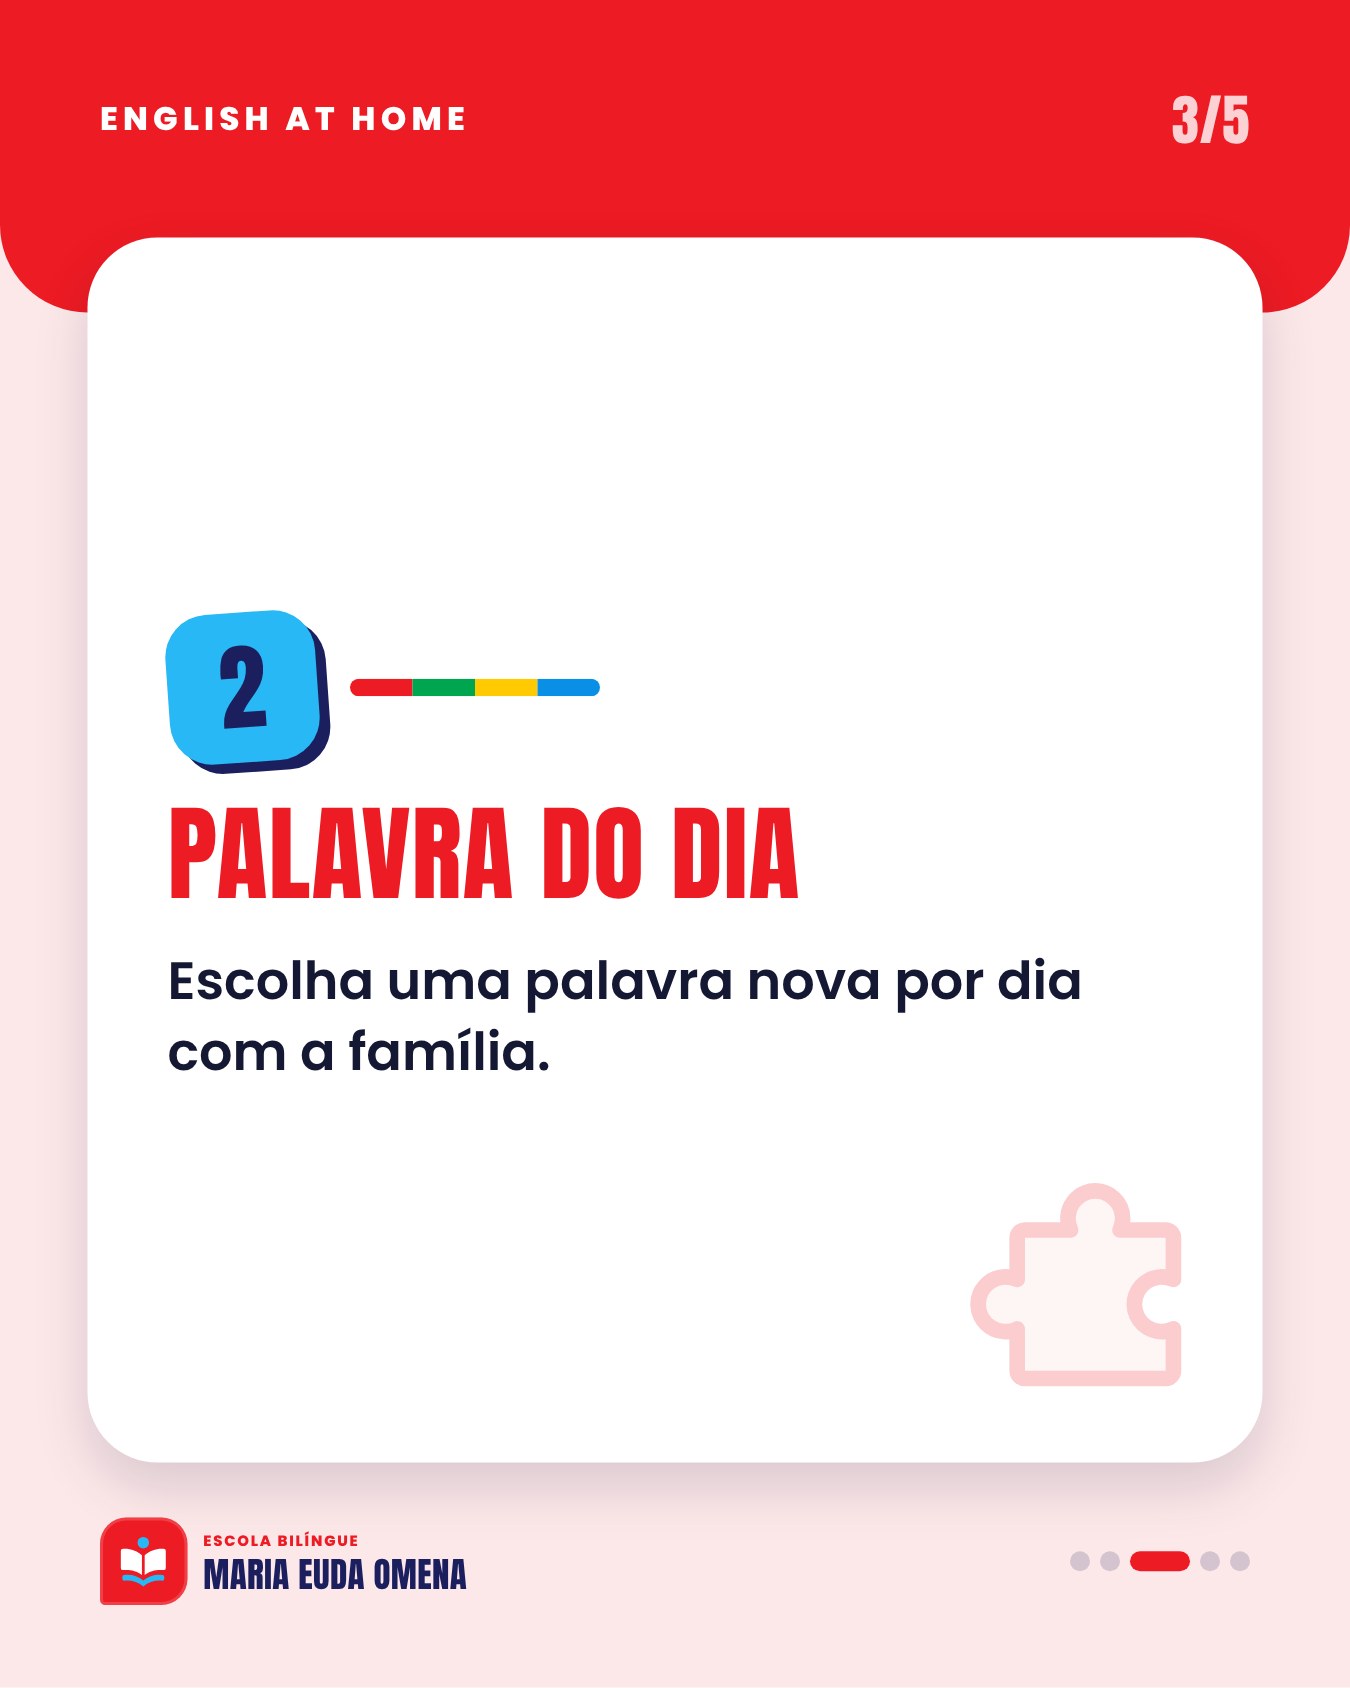 ENGLISH AT HOME
3/5
2
PALAVRA DO DIA
Escolha uma palavra nova por dia
com a família.
ESCOLA BILÍNGUE
MARIA EUDA OMENA